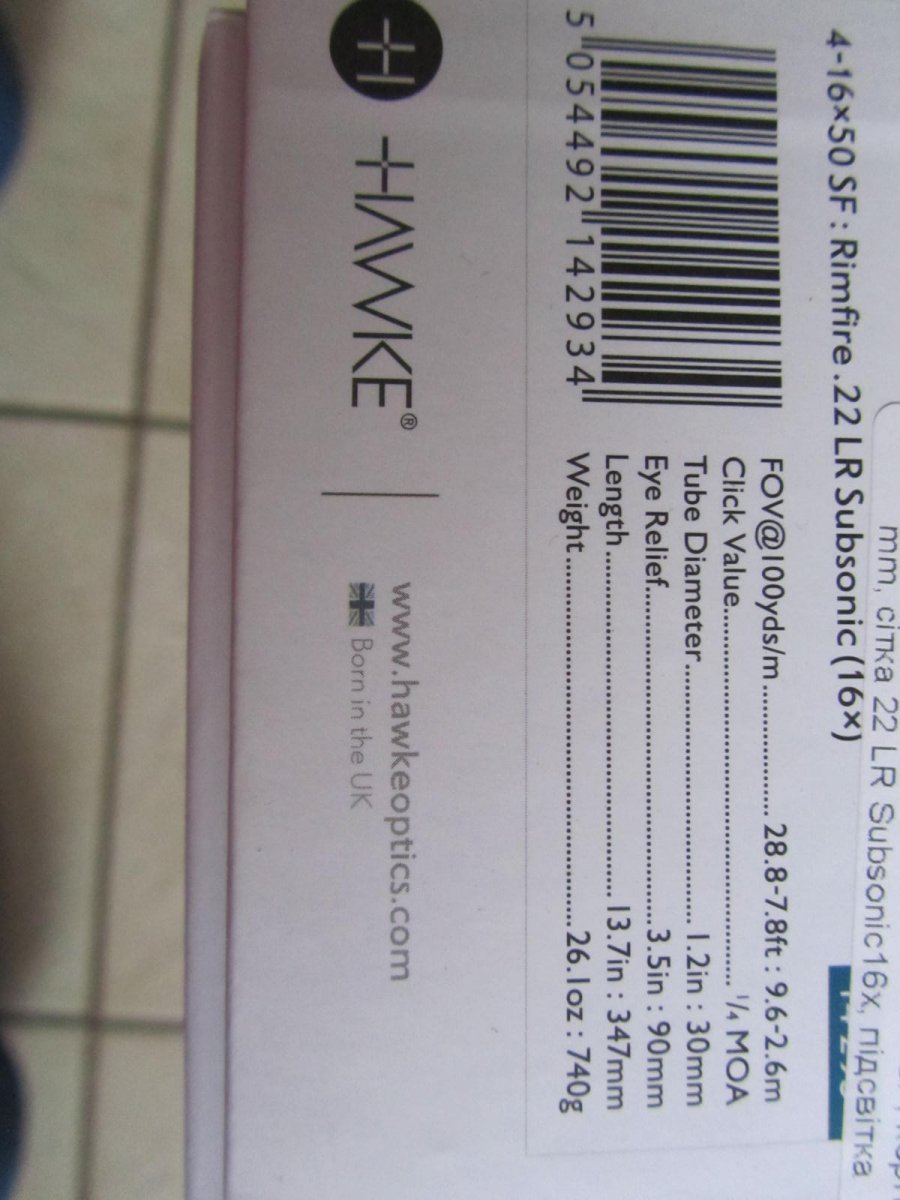 mm, сітка 22 LR Subsonic16x, підсвітка
4-16×50 SF : Rimfire .22 LR Subsonic (16×)
5 054492 142934
FOV@100yds/m ............... 28.8-7.8ft : 9.6-2.6m
Click Value ............................................. 1/4 MOA
Tube Diameter ............................... 1.2in : 30mm
Eye Relief ........................................ 3.5in : 90mm
Length ........................................ 13.7in : 347mm
Weight ........................................... 26.1oz : 740g
HAWKE®
www.hawkeoptics.com
Born in the UK